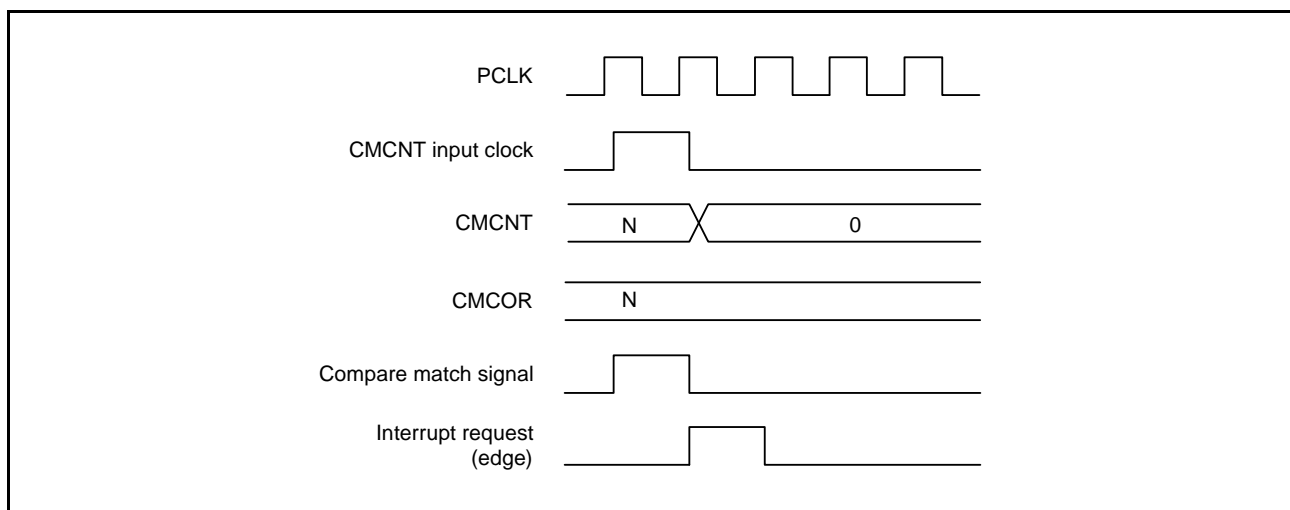 PCLK
CMCNT input clock
CMCNT
N
0
CMCOR
N
Compare match signal
Interrupt request
(edge)